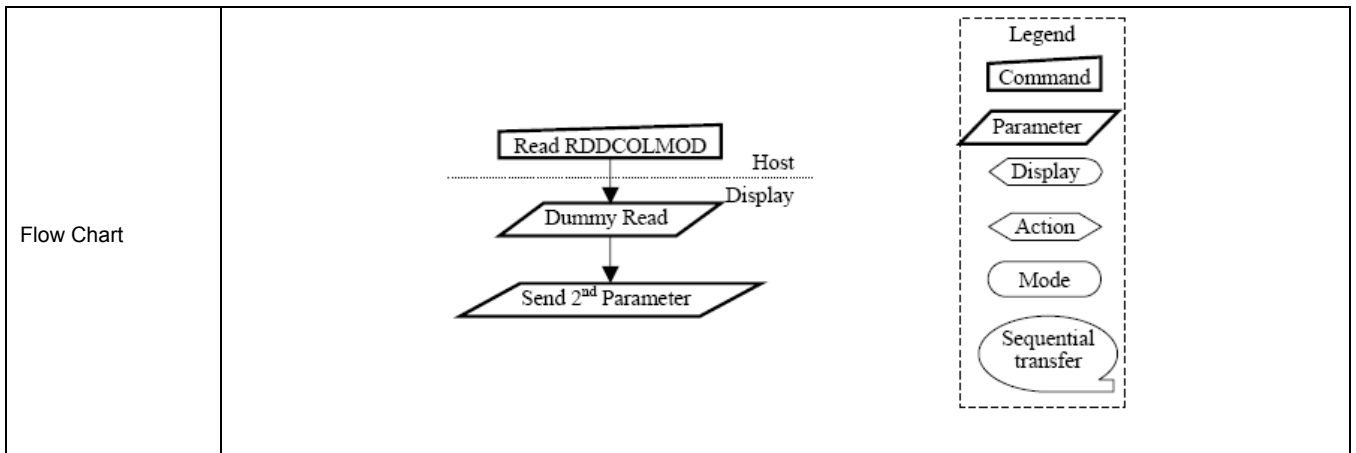 Flow Chart
Read RDDCOLMOD
Host
Display
Dummy Read
Send 2nd Parameter
Legend
Command
Parameter
Display
Action
Mode
Sequential
transfer